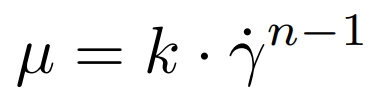 μ = k · γ̇ⁿ⁻¹